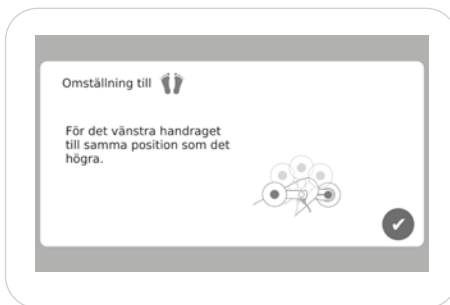 Omställning till
För det vänstra handraget
till samma position som det
högra.